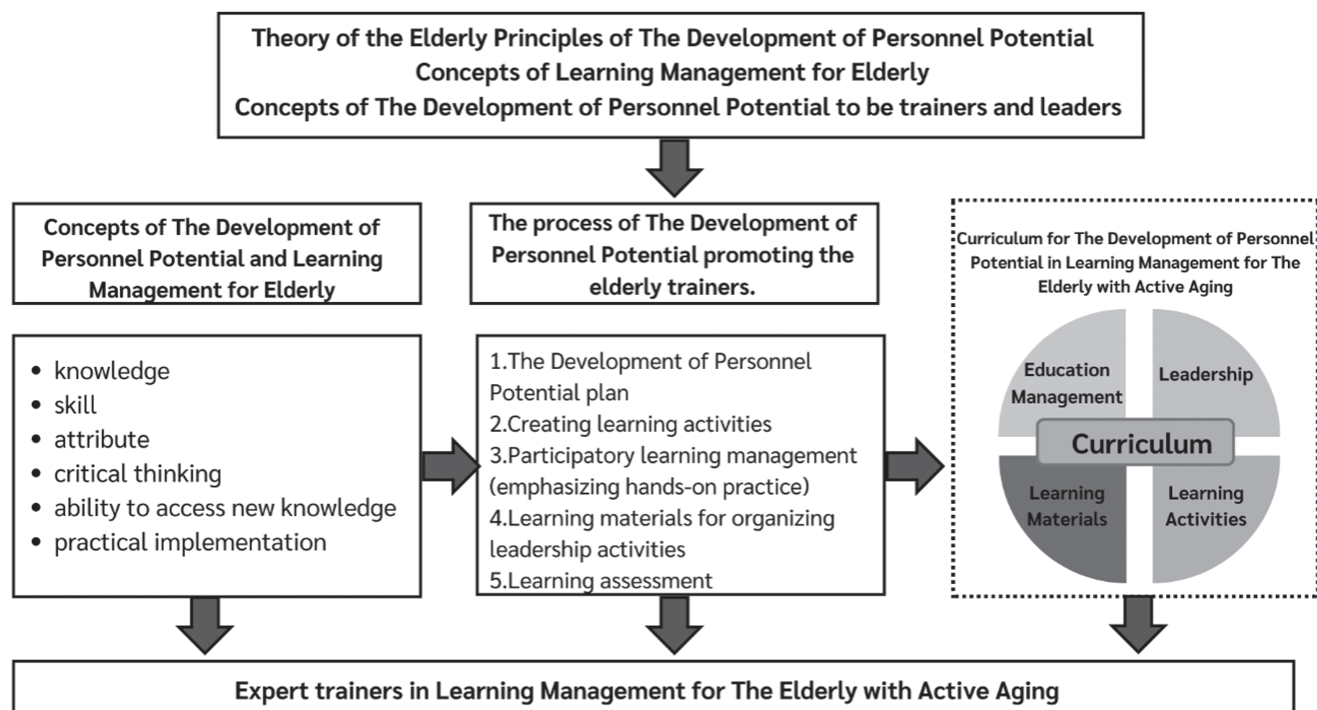 Theory of the Elderly Principles of The Development of Personnel Potential
Concepts of Learning Management for Elderly
Concepts of The Development of Personnel Potential to be trainers and leaders
Concepts of The Development of
Personnel Potential and Learning
Management for Elderly
The process of The Development of
Personnel Potential promoting the
elderly trainers.
Curriculum for The Development of Personnel
Potential in Learning Management for The
Elderly with Active Aging
• knowledge
• skill
• attribute
• critical thinking
• ability to access new knowledge
• practical implementation
1.The Development of Personnel
Potential plan
2.Creating learning activities
3.Participatory learning management
(emphasizing hands-on practice)
4.Learning materials for organizing
leadership activities
5.Learning assessment
Education
Management
Leadership
Curriculum
Learning
Materials
Learning
Activities
Expert trainers in Learning Management for The Elderly with Active Aging